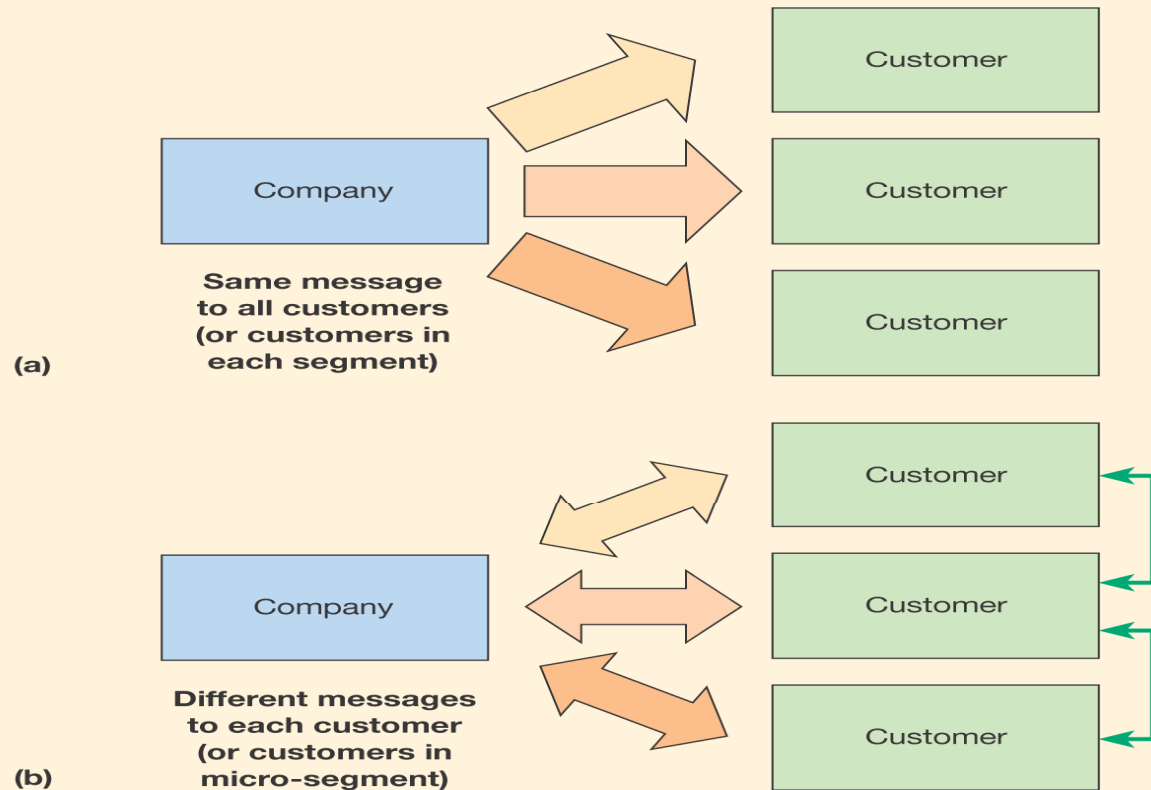 Customer
Company
Customer
Same message
to all customers
(or customers in
each segment)
Customer
(a)
Customer
Company
Customer
Different messages
to each customer
(or customers in
micro-segment)
Customer
(b)